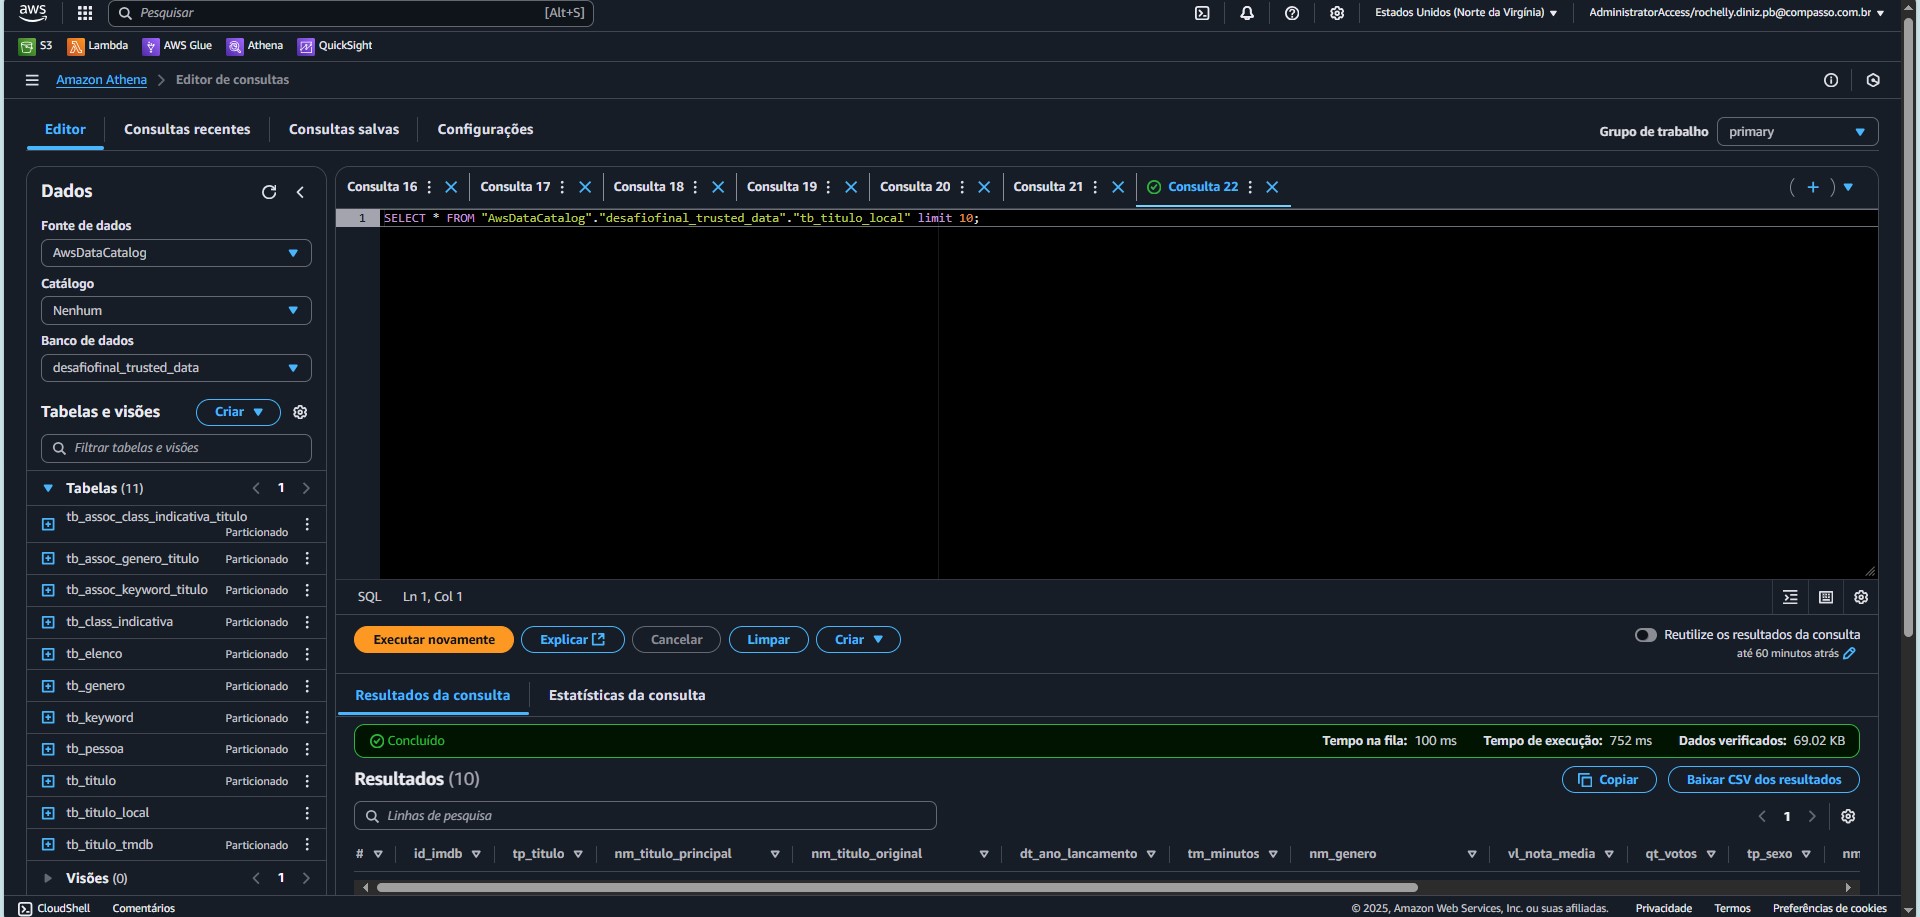 aws
Pesquisar [Alt+S]
Estados Unidos (Norte da Virgínia)
AdministratorAccess/rochelly.diniz.pb@compasso.com.br
S3 Lambda AWS Glue Athena QuickSight
Amazon Athena Editor de consultas
Editor Consultas recentes Consultas salvas Configurações
Grupo de trabalho primary
Dados
Fonte de dados
AwsDataCatalog
Catálogo
Nenhum
Banco de dados
desafiofinal_trusted_data
Tabelas e visões Criar
Filtrar tabelas e visões
Tabelas (11) 1
tb_assoc_class_indicativa_titulo
Particionado
tb_assoc_genero_titulo Particionado
tb_assoc_keyword_titulo Particionado
tb_class_indicativa Particionado
tb_elenco Particionado
tb_genero Particionado
tb_keyword Particionado
tb_pessoa Particionado
tb_titulo Particionado
tb_titulo_local
tb_titulo_tmdb Particionado
Visões (0) 1
Consulta 16 Consulta 17 Consulta 18 Consulta 19 Consulta 20 Consulta 21 Consulta 22
1 SELECT * FROM "AwsDataCatalog"."desafiofinal_trusted_data"."tb_titulo_local" limit 10;
SQL Ln 1, Col 1
Executar novamente Explicar Cancelar Limpar Criar
Reutilize os resultados da consulta
até 60 minutos atrás
Resultados da consulta Estatísticas da consulta
Concluído Tempo na fila: 100 ms Tempo de execução: 752 ms Dados verificados: 69.02 KB
Resultados (10) Copiar Baixar CSV dos resultados
Linhas de pesquisa 1
# id_imdb tp_titulo nm_titulo_principal nm_titulo_original dt_ano_lancamento tm_minutos nm_genero vl_nota_media qt_votos tp_sexo nm
CloudShell Comentários
© 2025, Amazon Web Services, Inc. ou suas afiliadas. Privacidade Termos Preferências de cookies